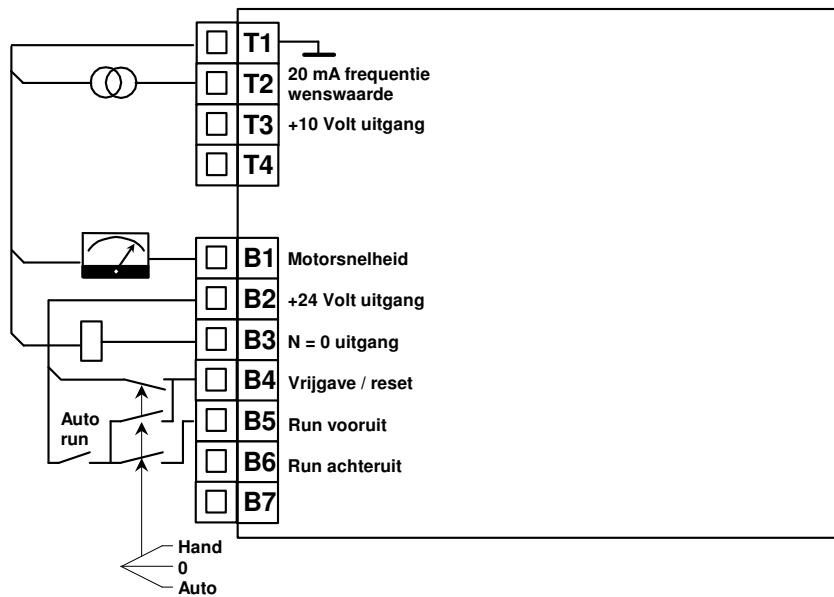 T1
T2 20 mA frequentie
wenswaarde
T3 +10 Volt uitgang
T4
B1 Motorsnelheid
B2 +24 Volt uitgang
B3 N = 0 uitgang
B4 Vrijgave / reset
Auto
run
B5 Run vooruit
B6 Run achteruit
B7
Hand
0
Auto